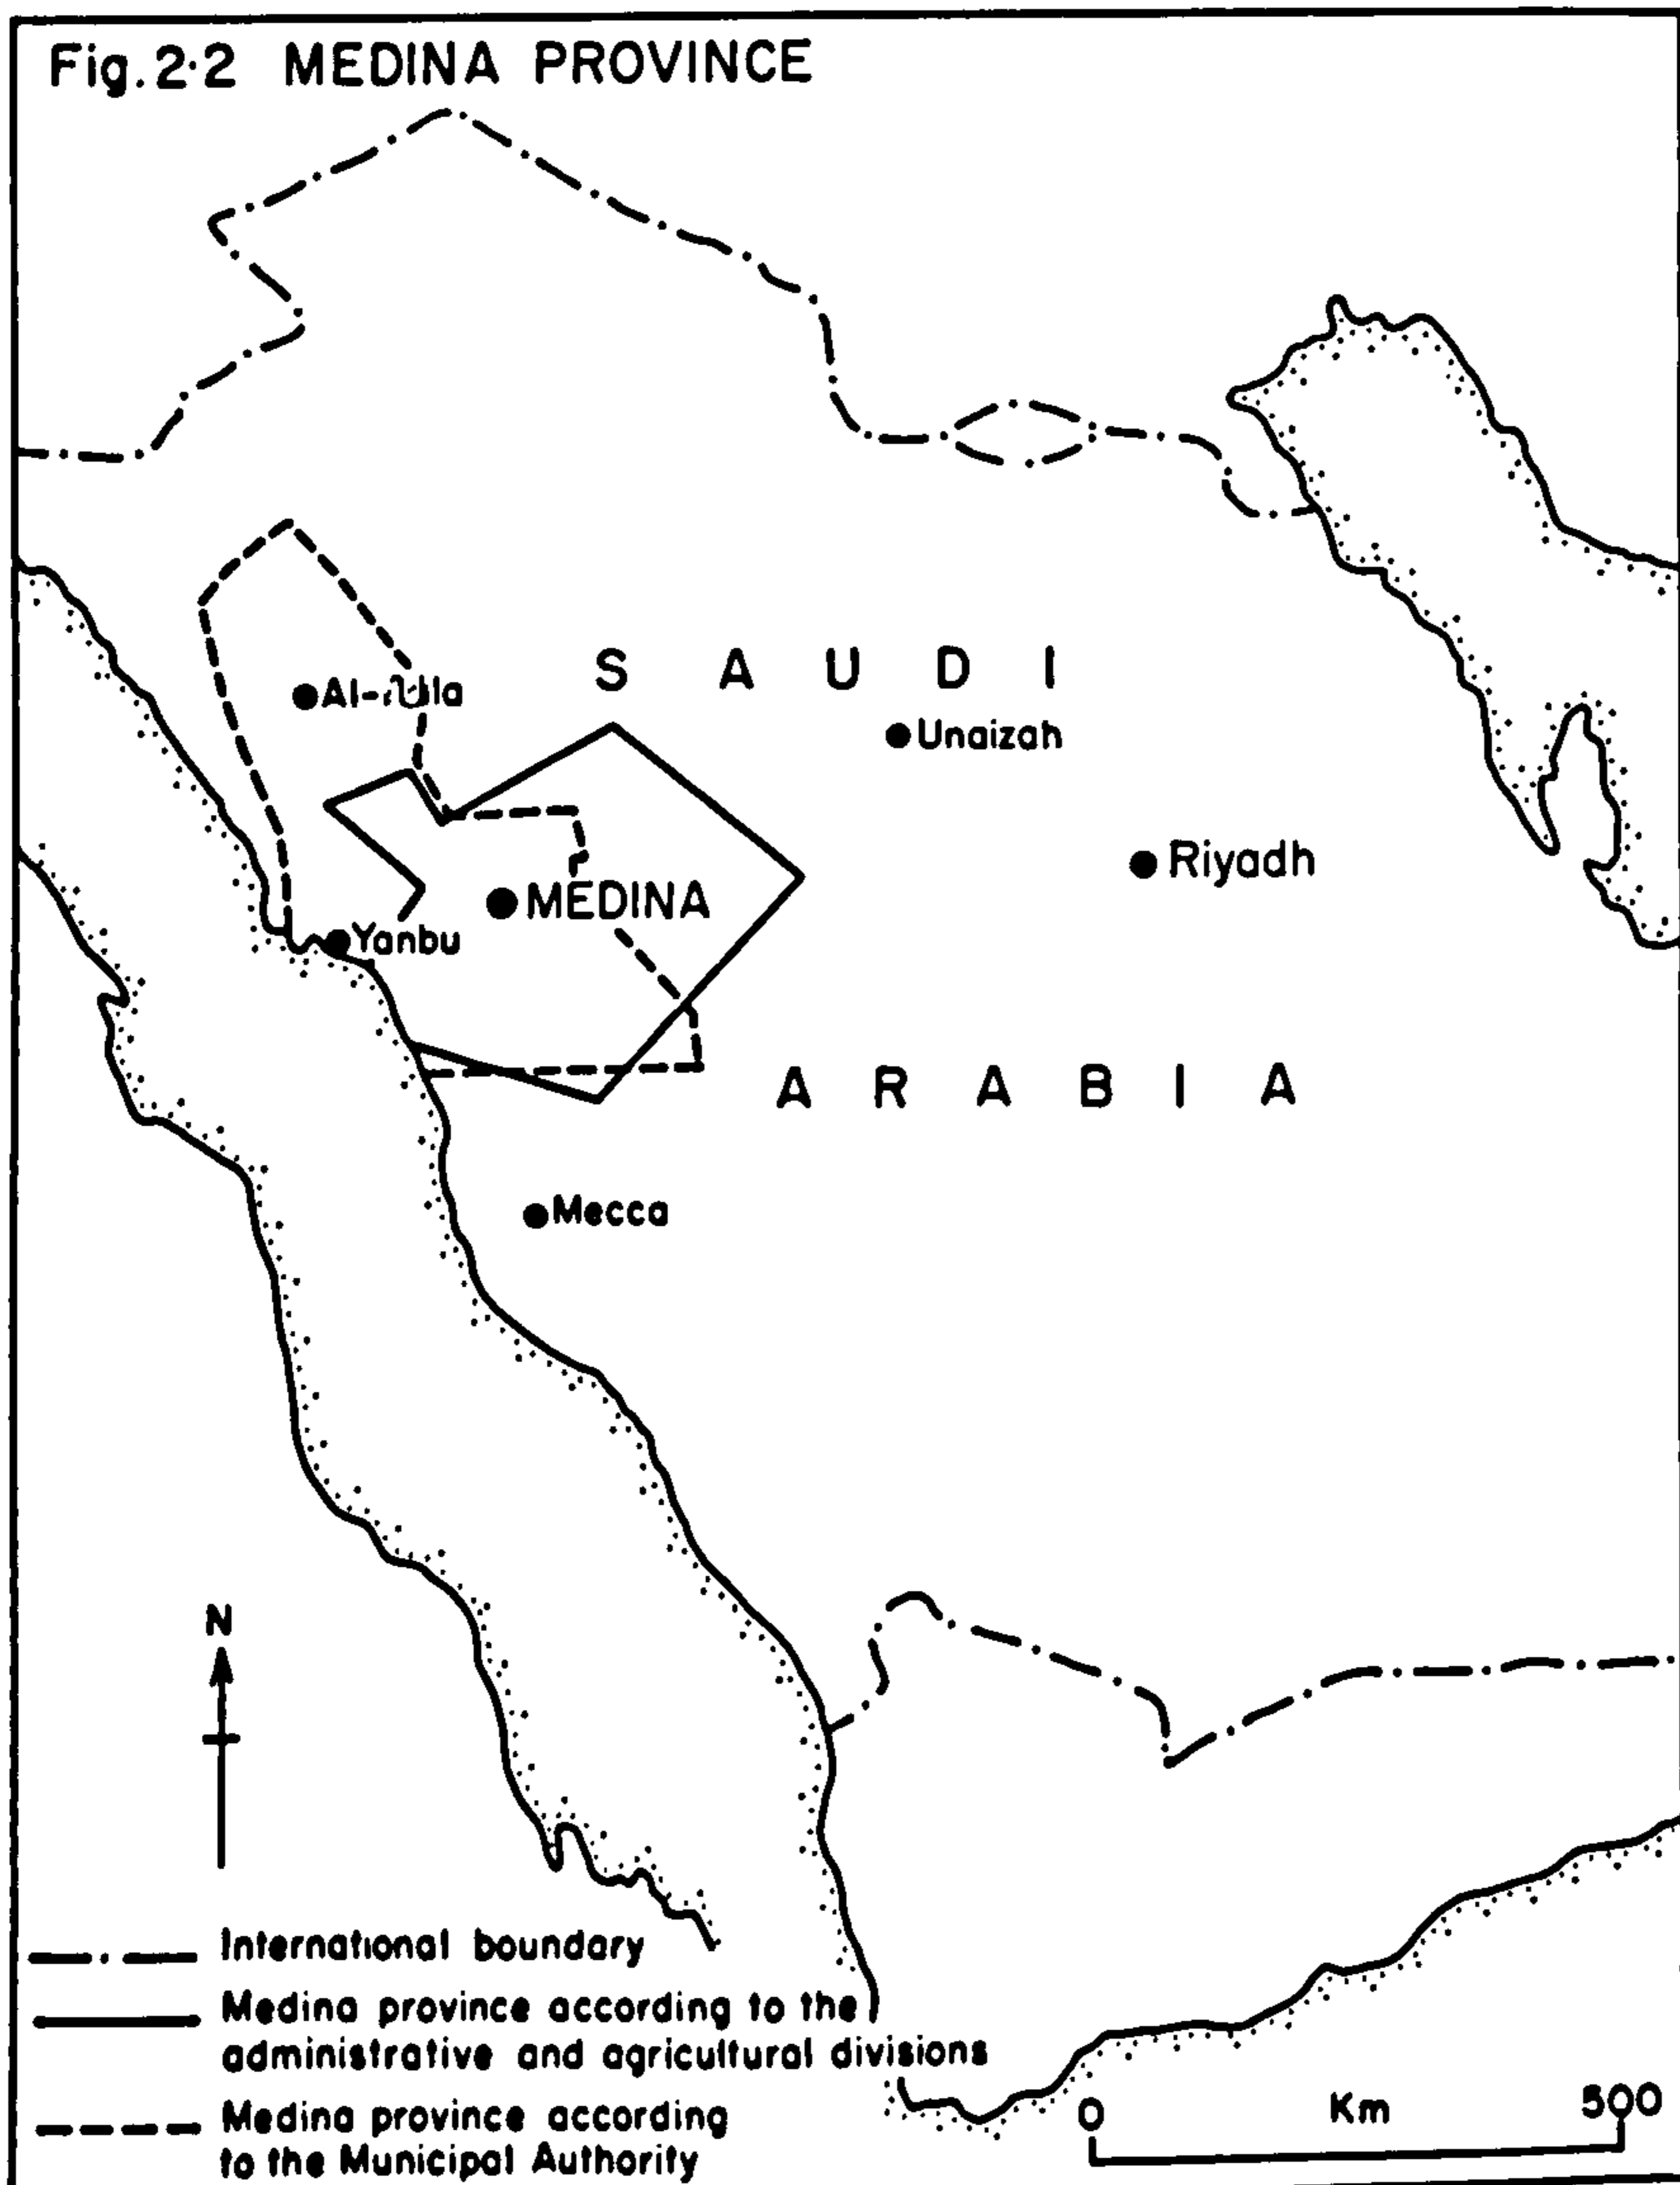 Fig.2·2 MEDINA PROVINCE
S A U D I
Unaizah
Riyadh
MEDINA
Yanbu
A R A B I A
Mecca
N
International boundary
Medina province according to the
administrative and agricultural divisions
Medina province according
to the Municipal Authority
0 Km 500